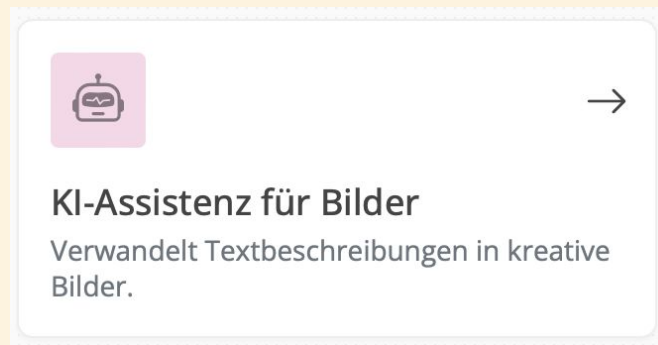 KI-Assistenz für Bilder
Verwandelt Textbeschreibungen in kreative
Bilder.